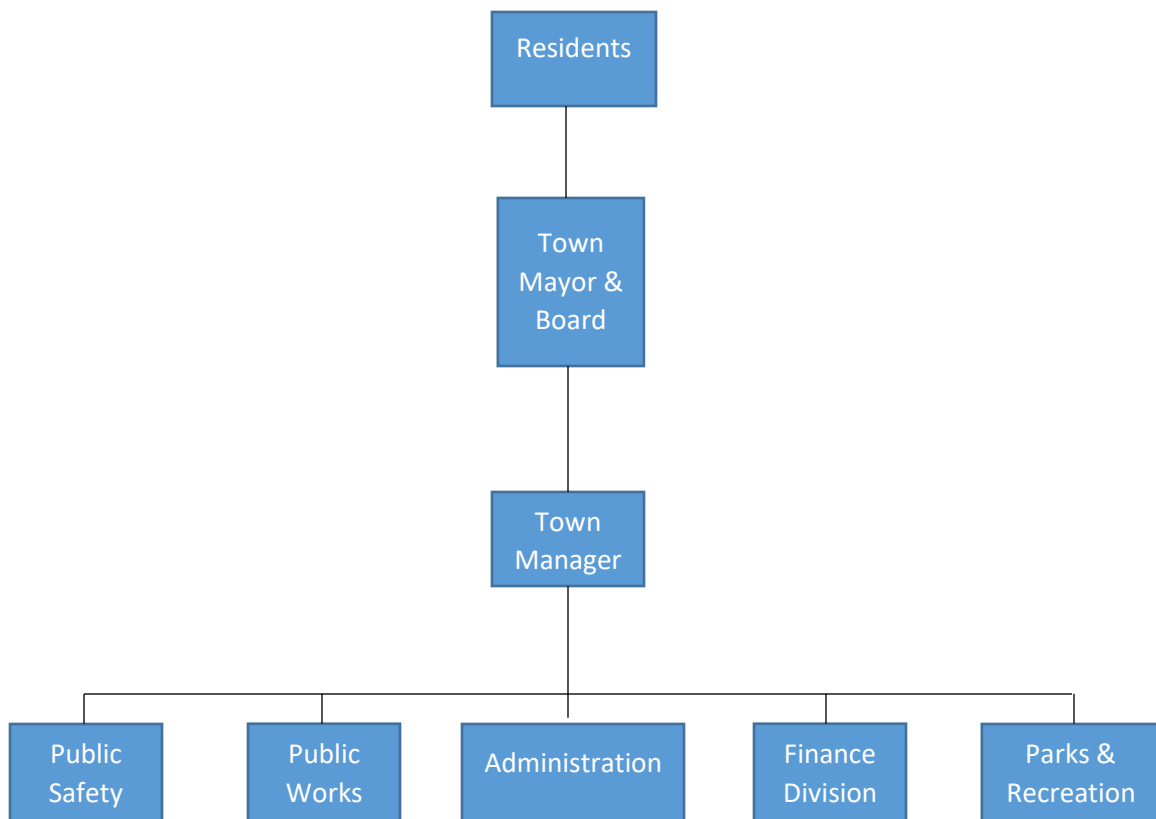 Residents
Town
Mayor &
Board
Town
Manager
Public
Safety
Public
Works
Administration
Finance
Division
Parks &
Recreation